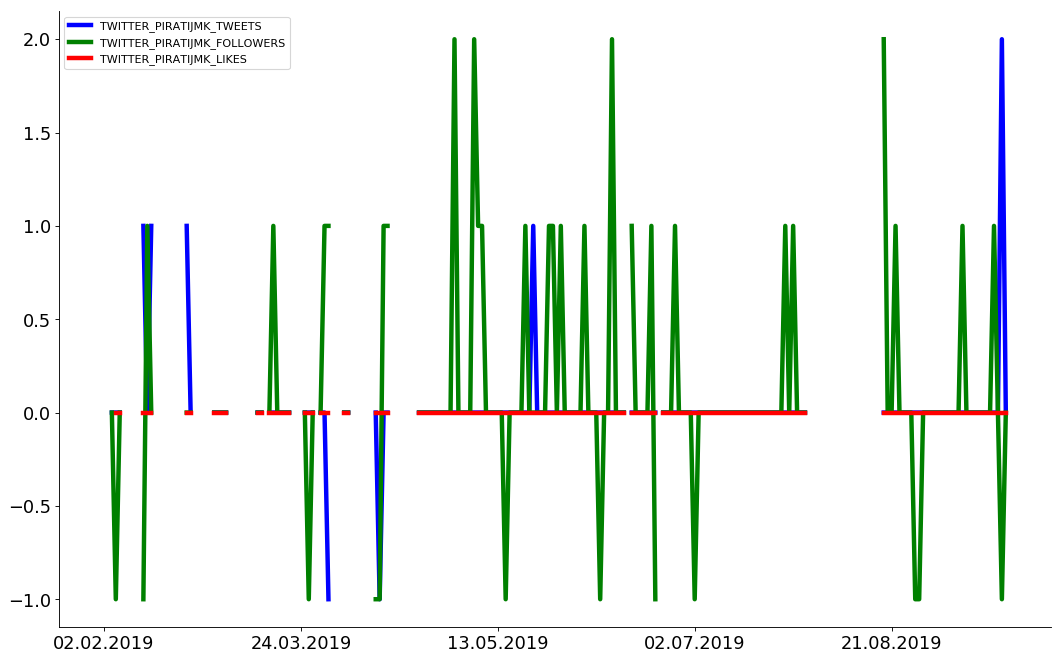 TWITTER_PIRATIJMK_TWEETS
TWITTER_PIRATIJMK_FOLLOWERS
TWITTER_PIRATIJMK_LIKES
2.0
1.5
1.0
0.5
0.0
−0.5
−1.0
02.02.2019 24.03.2019 13.05.2019 02.07.2019 21.08.2019